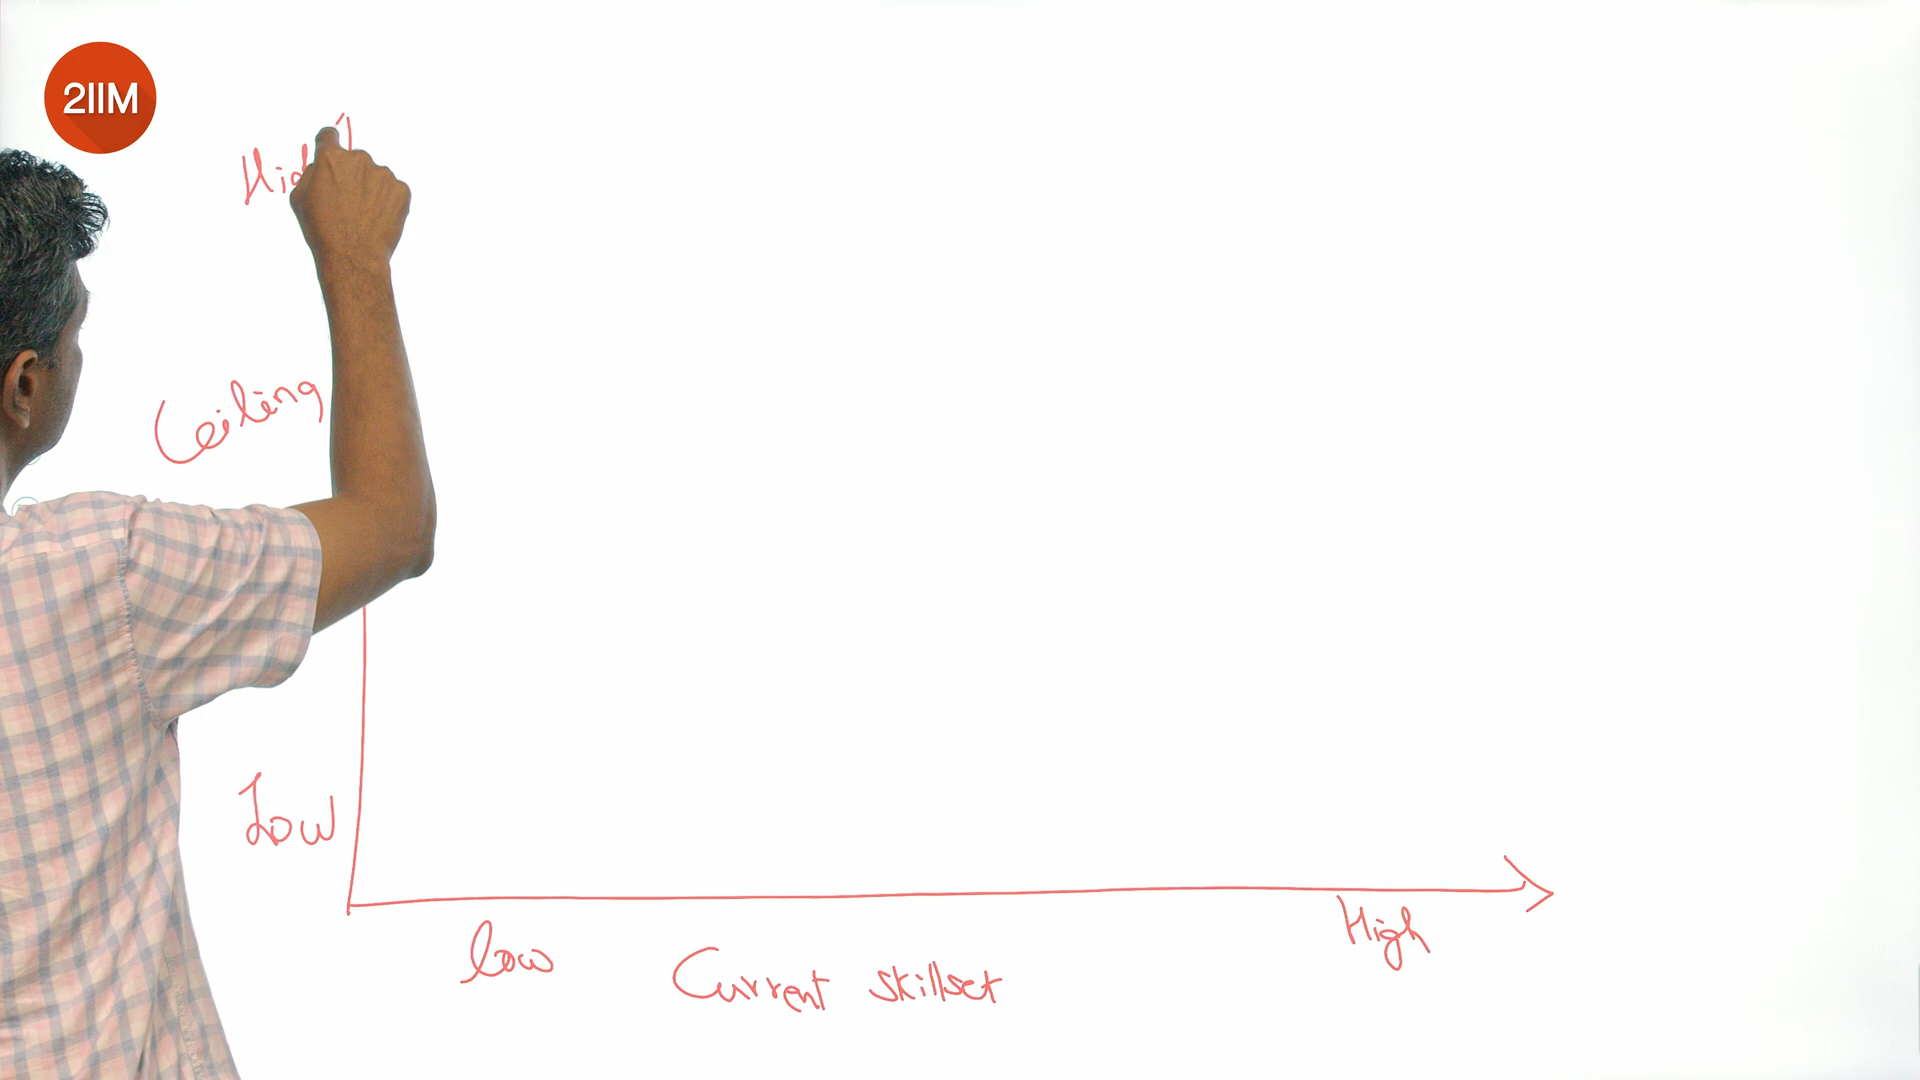 2IIM
Ceiling
Low
low
High
Current skillset